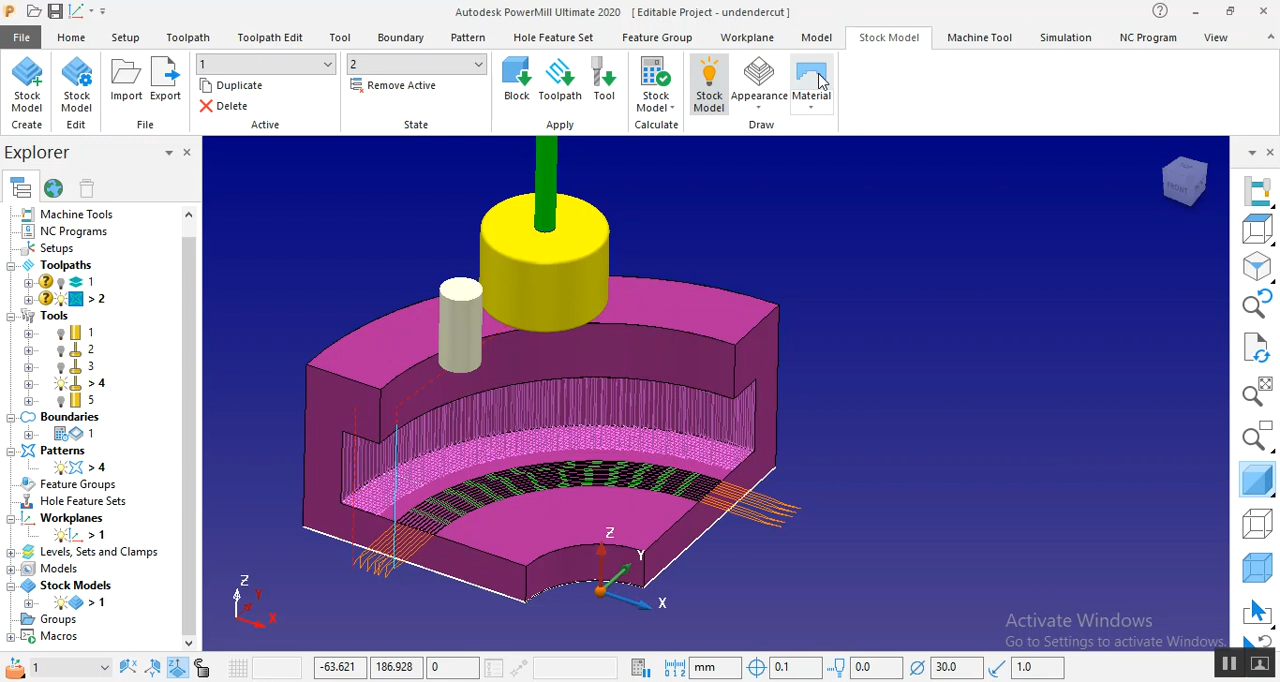 Autodesk PowerMill Ultimate 2020 [ Editable Project - undendercut ]
File Home Setup Toolpath Toolpath Edit Tool Boundary Pattern Hole Feature Set Feature Group Workplane Model Stock Model Machine Tool Simulation NC Program View
Stock Model
Create
Stock Model
Edit
Import Export
File
1
Duplicate
Delete
Active
2
Remove Active
State
Block Toolpath Tool
Apply
Stock Model
Calculate
Stock Model Appearance Material
Draw
Explorer
Machine Tools
NC Programs
Setups
Toolpaths
1
> 2
Tools
1
2
3
> 4
5
Boundaries
1
Patterns
> 4
Feature Groups
Hole Feature Sets
Workplanes
> 1
Levels, Sets and Clamps
Models
Stock Models
> 1
Groups
Macros
FRONT
Z
Y
X
Z
Y
X
Activate Windows
Go to Settings to activate Windows.
1 -63.621 186.928 0 mm 0.1 0.0 30.0 1.0